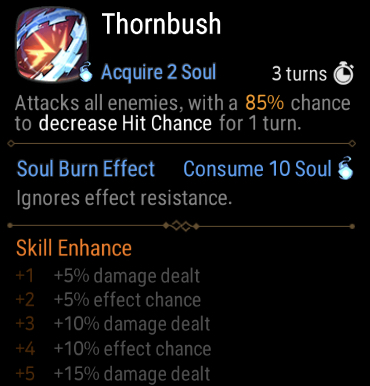 Thornbush
Acquire 2 Soul 3 turns
Attacks all enemies, with a 85% chance
to decrease Hit Chance for 1 turn.
Soul Burn Effect Consume 10 Soul
Ignores effect resistance.
Skill Enhance
+1 +5% damage dealt
+2 +5% effect chance
+3 +10% damage dealt
+4 +10% effect chance
+5 +15% damage dealt